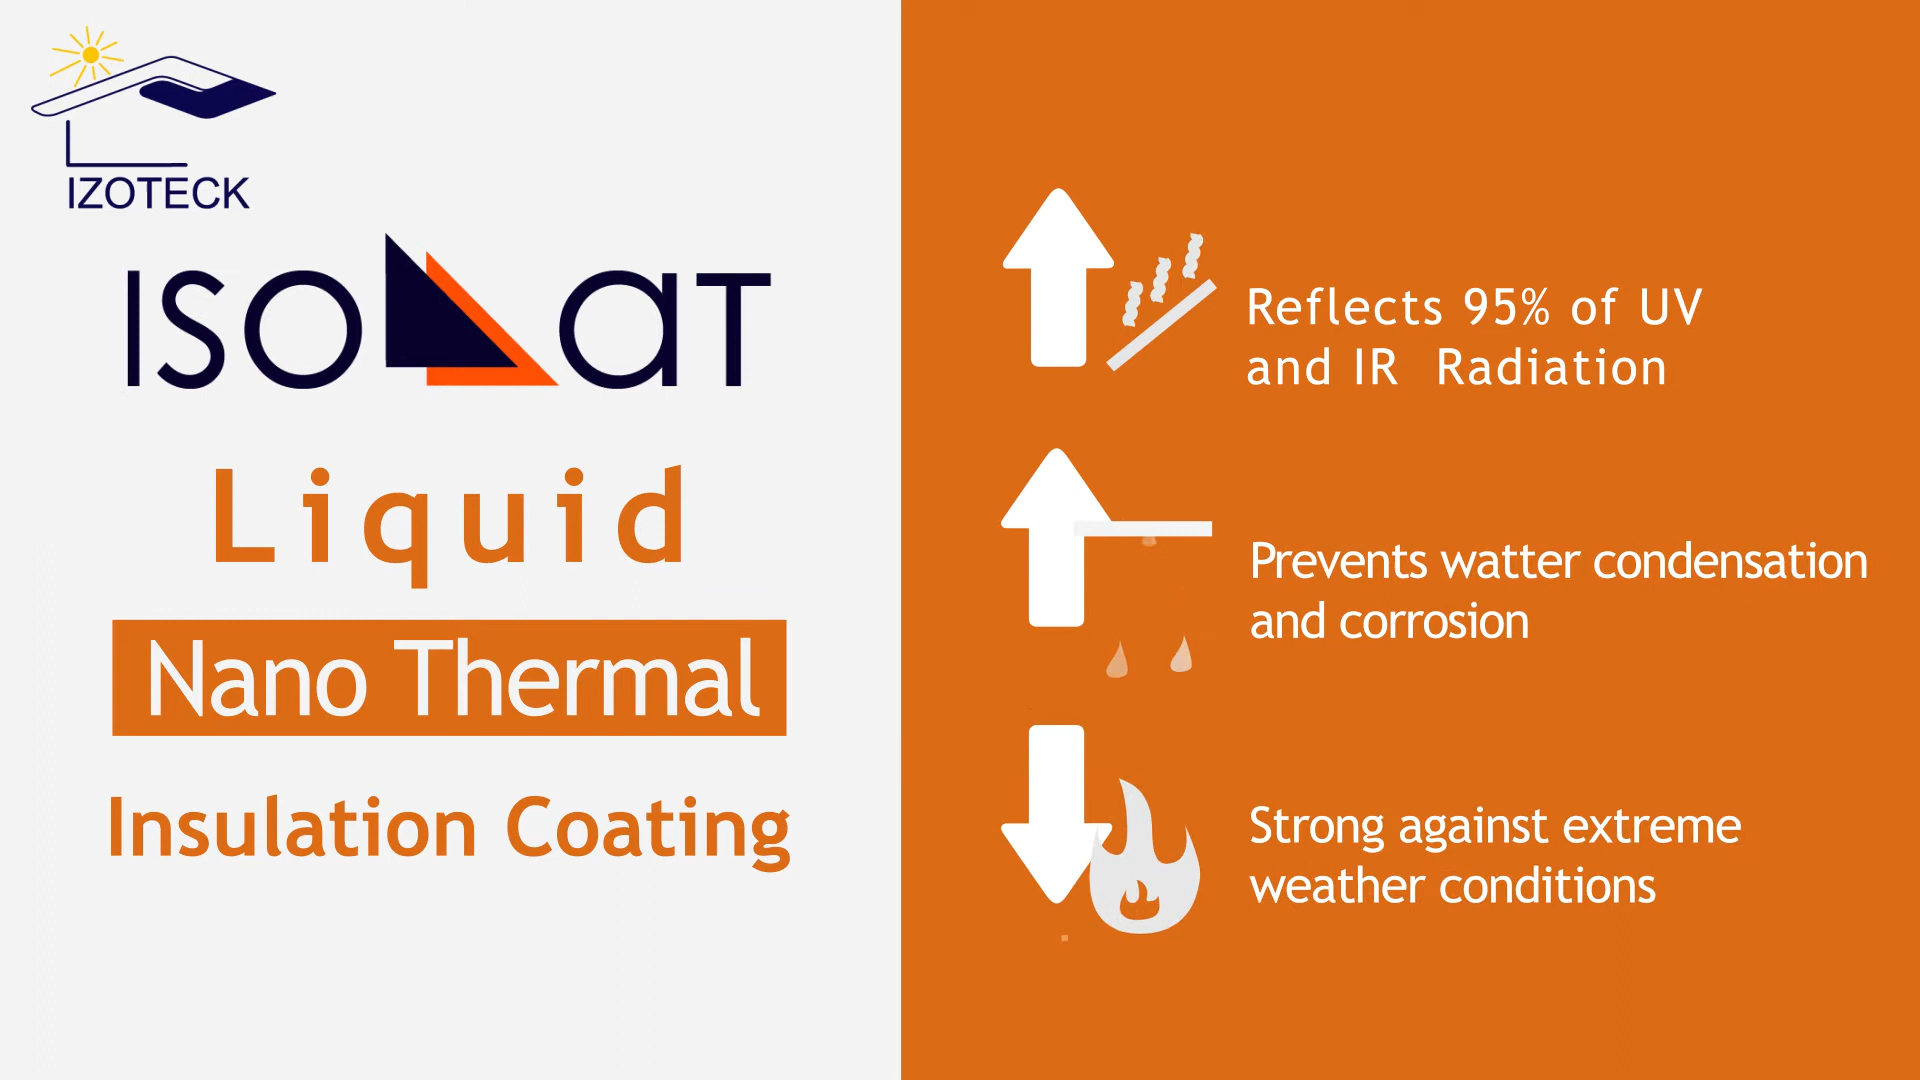 IZOTECK
ISOLAT
Liquid
Nano Thermal
Insulation Coating
Reflects 95% of UV
and IR Radiation
Prevents watter condensation
and corrosion
Strong against extreme
weather conditions